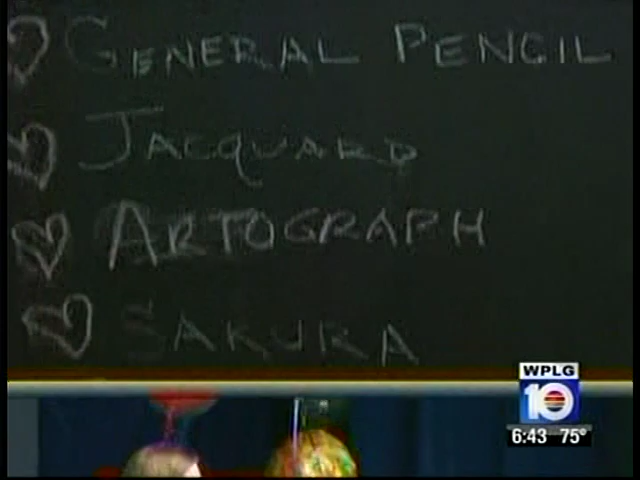 GENERAL PENCIL
JACQUARD
ARTOGRAPH
SAKURA
WPLG
10
6:43 75°